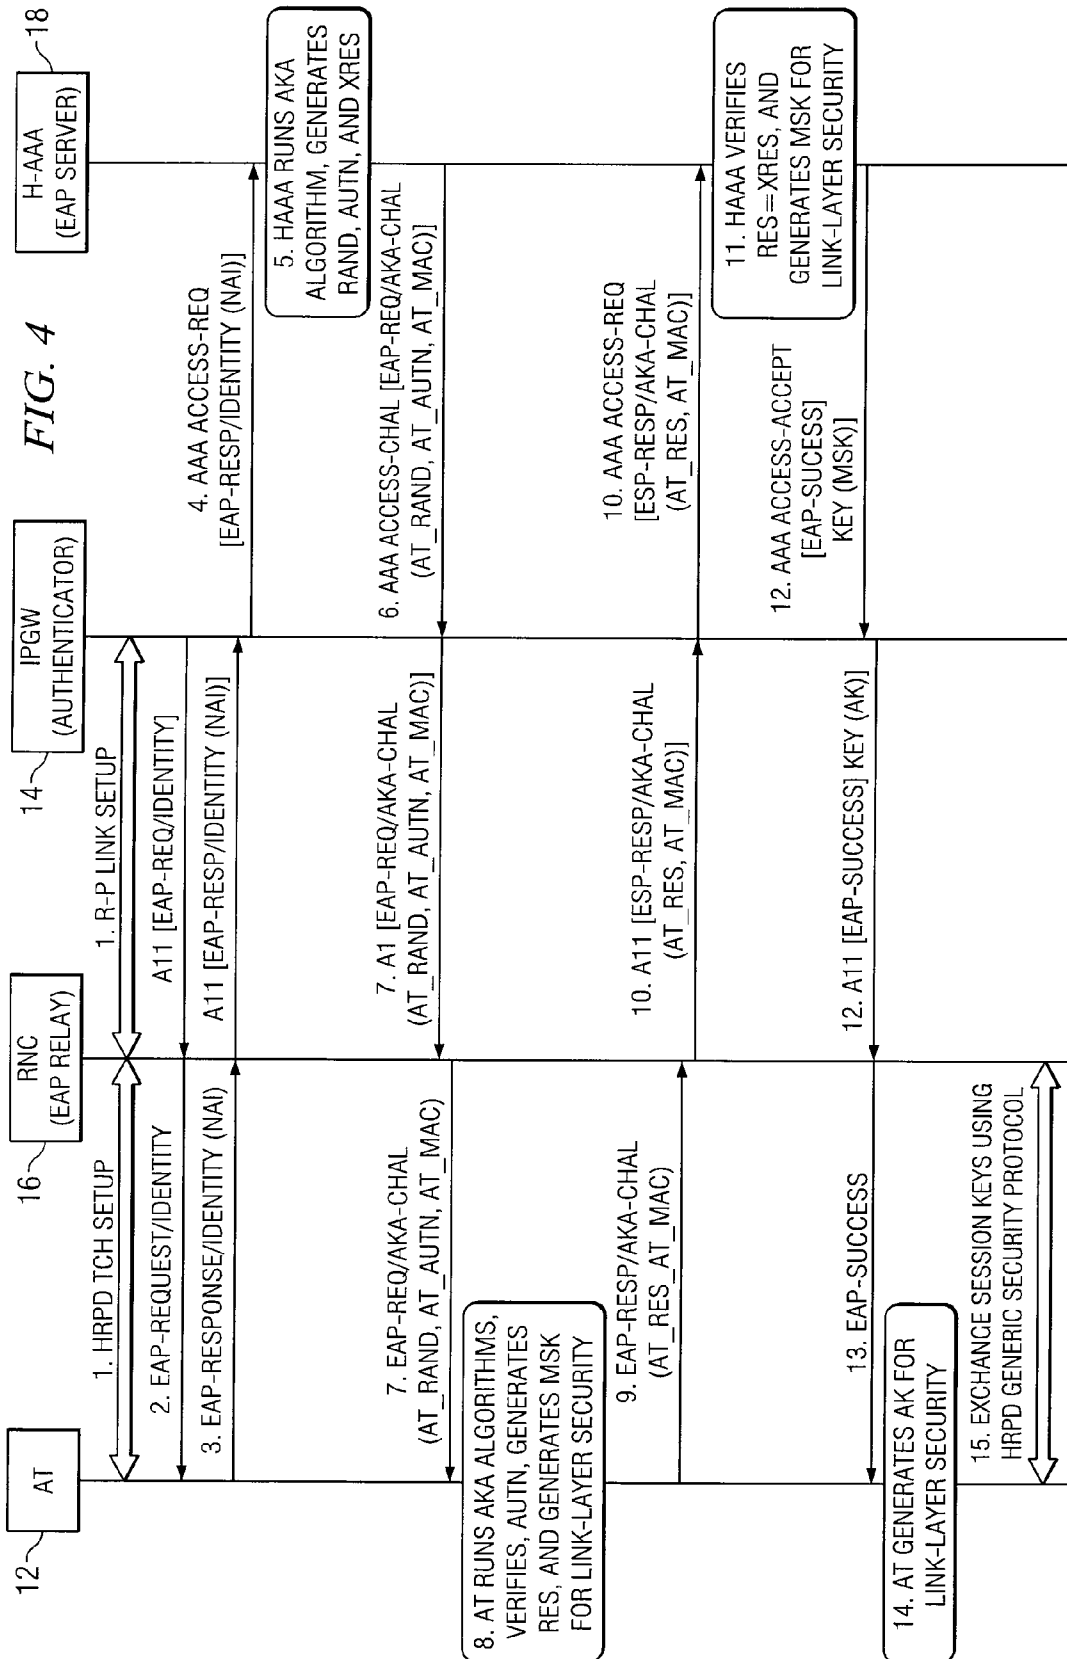 FIG. 4
12
AT
16
RNC
(EAP RELAY)
14
IPGW
(AUTHENTICATOR)
18
H-AAA
(EAP SERVER)
1. HRPD TCH SETUP
1. R-P LINK SETUP
2. EAP-REQUEST/IDENTITY
A11 [EAP-REQ/IDENTITY]
3. EAP-RESPONSE/IDENTITY (NAI)
A11 [EAP-RESP/IDENTITY (NAI)]
4. AAA ACCESS-REQ
[EAP-RESP/IDENTITY (NAI)]
5. HAAA RUNS AKA
ALGORITHM, GENERATES
RAND, AUTN, AND XRES
6. AAA ACCESS-CHAL [EAP-REQ/AKA-CHAL
(AT_RAND, AT_AUTN, AT_MAC)]
7. A1 [EAP-REQ/AKA-CHAL
(AT_RAND, AT_AUTN, AT_MAC)]
7. EAP-REQ/AKA-CHAL
(AT_RAND, AT_AUTN, AT_MAC)
8. AT RUNS AKA ALGORITHMS,
VERIFIES, AUTN, GENERATES
RES, AND GENERATES MSK
FOR LINK-LAYER SECURITY
9. EAP-RESP/AKA-CHAL
(AT_RES_AT_MAC)
10. A11 [ESP-RESP/AKA-CHAL
(AT_RES, AT_MAC)]
10. AAA ACCESS-REQ
[ESP-RESP/AKA-CHAL
(AT_RES, AT_MAC)]
11. HAAA VERIFIES
RES=XRES, AND
GENERATES MSK FOR
LINK-LAYER SECURITY
12. AAA ACCESS-ACCEPT
[EAP-SUCESS]
KEY (MSK)]
12. A11 [EAP-SUCCESS] KEY (AK)
13. EAP-SUCCESS
14. AT GENERATES AK FOR
LINK-LAYER SECURITY
15. EXCHANGE SESSION KEYS USING
HRPD GENERIC SECURITY PROTOCOL